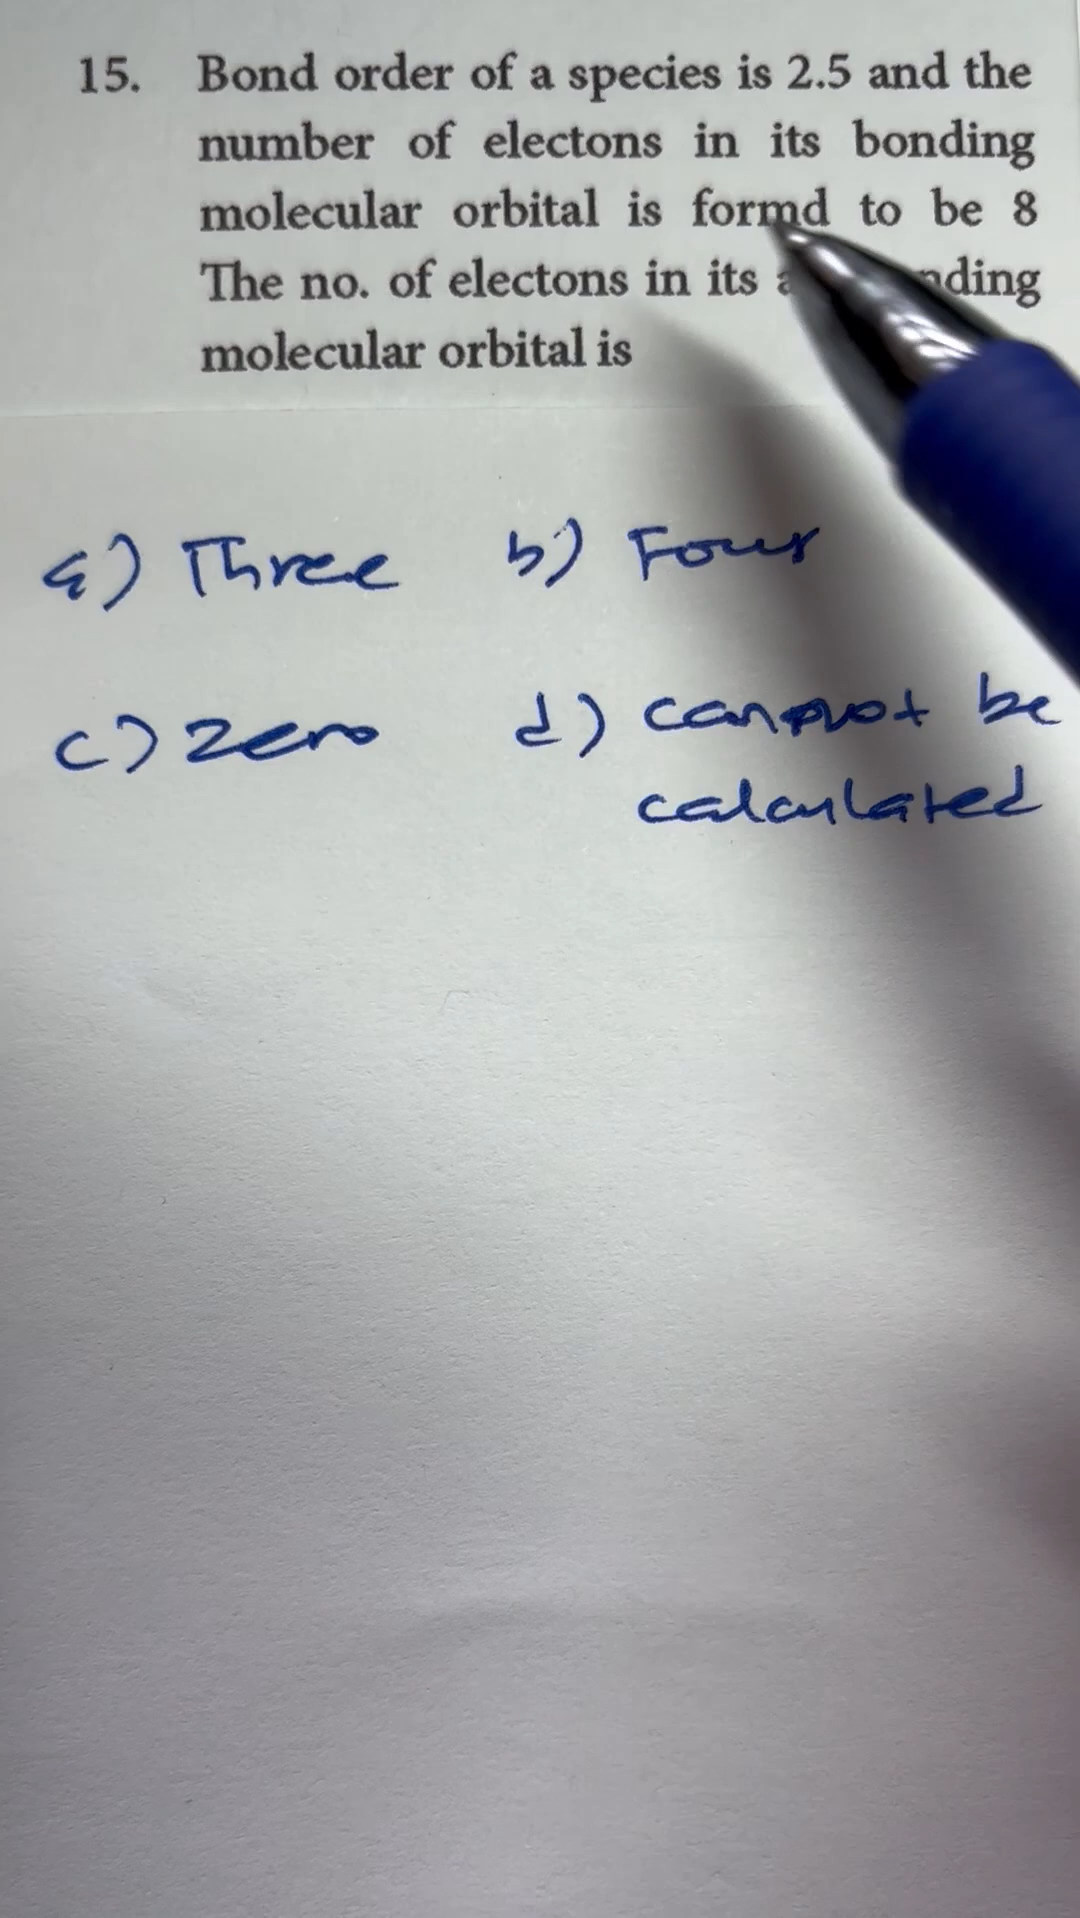 15. Bond order of a species is 2.5 and the
number of electons in its bonding
molecular orbital is formd to be 8
The no. of electons in its
molecular orbital is
a) Three b) Four
c) zero d) cannot be
calculated